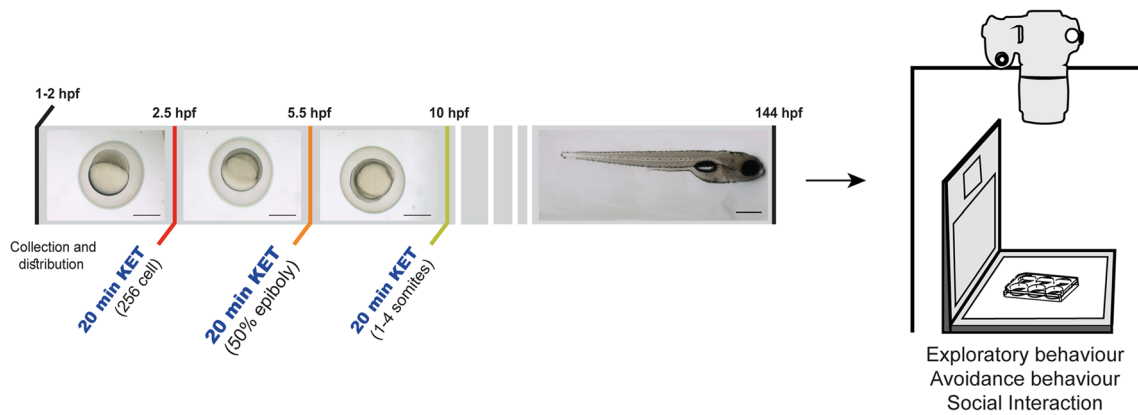 1-2 hpf
2.5 hpf
5.5 hpf
10 hpf
144 hpf
Collection and
distribution
20 min KET
(256 cell)
20 min KET
(50% epiboly)
20 min KET
(1-4 somites)
Exploratory behaviour
Avoidance behaviour
Social Interaction